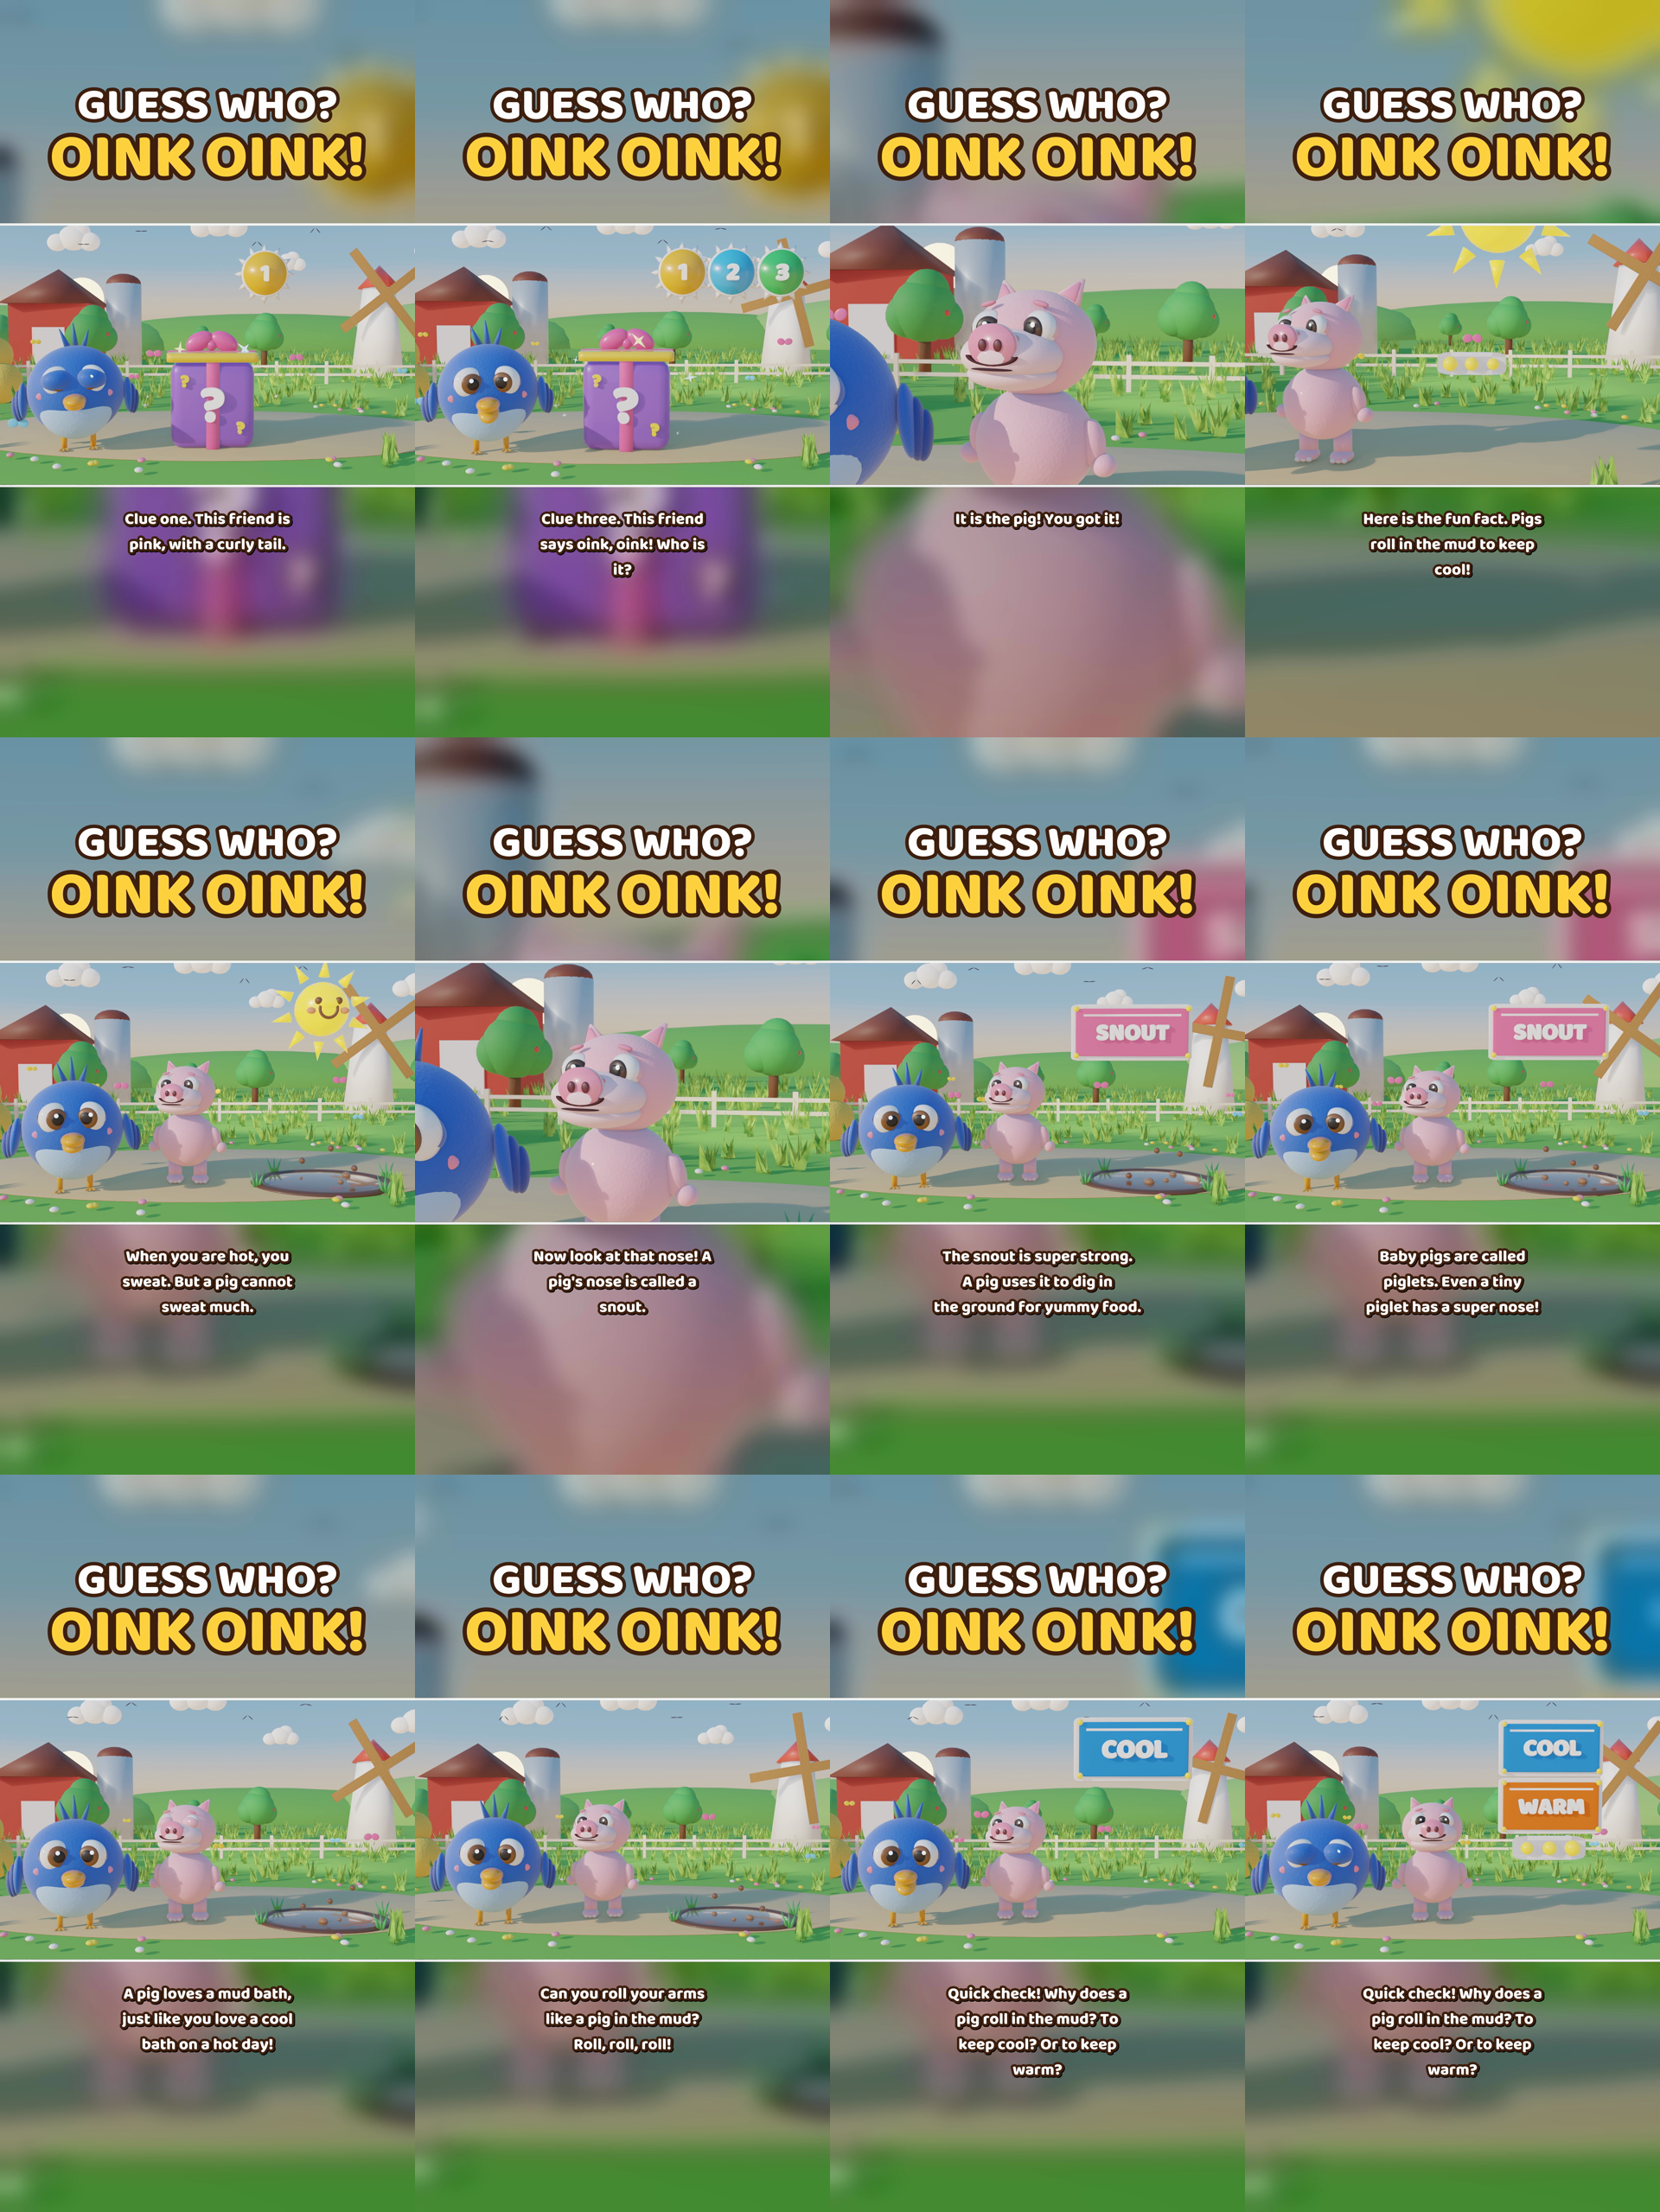 GUESS WHO?
OINK OINK!
GUESS WHO?
OINK OINK!
GUESS WHO?
OINK OINK!
GUESS WHO?
OINK OINK!
1
?
?
?
1
2
3
?
?
?
Clue one. This friend is
pink, with a curly tail.
Clue three. This friend
says oink, oink! Who is
it?
It is the pig! You got it!
Here is the fun fact. Pigs
roll in the mud to keep
cool!
GUESS WHO?
OINK OINK!
GUESS WHO?
OINK OINK!
GUESS WHO?
OINK OINK!
GUESS WHO?
OINK OINK!
SNOUT
SNOUT
When you are hot, you
sweat. But a pig cannot
sweat much.
Now look at that nose! A
pig's nose is called a
snout.
The snout is super strong.
A pig uses it to dig in
the ground for yummy food.
Baby pigs are called
piglets. Even a tiny
piglet has a super nose!
GUESS WHO?
OINK OINK!
GUESS WHO?
OINK OINK!
GUESS WHO?
OINK OINK!
GUESS WHO?
OINK OINK!
COOL
COOL
WARM
A pig loves a mud bath,
just like you love a cool
bath on a hot day!
Can you roll your arms
like a pig in the mud?
Roll, roll, roll!
Quick check! Why does a
pig roll in the mud? To
keep cool? Or to keep
warm?
Quick check! Why does a
pig roll in the mud? To
keep cool? Or to keep
warm?